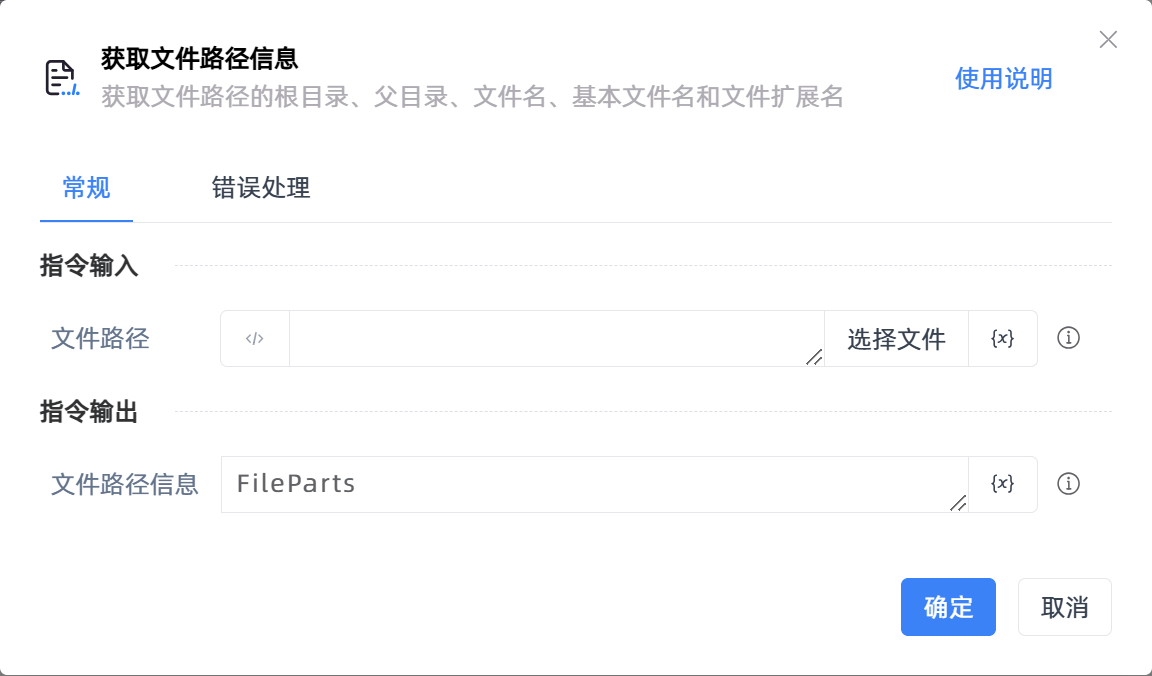 获取文件路径信息
获取文件路径的根目录、父目录、文件名、基本文件名和文件扩展名
使用说明
常规
错误处理
指令输入
文件路径
</>
选择文件
{x}
指令输出
文件路径信息
FileParts
{x}
确定
取消